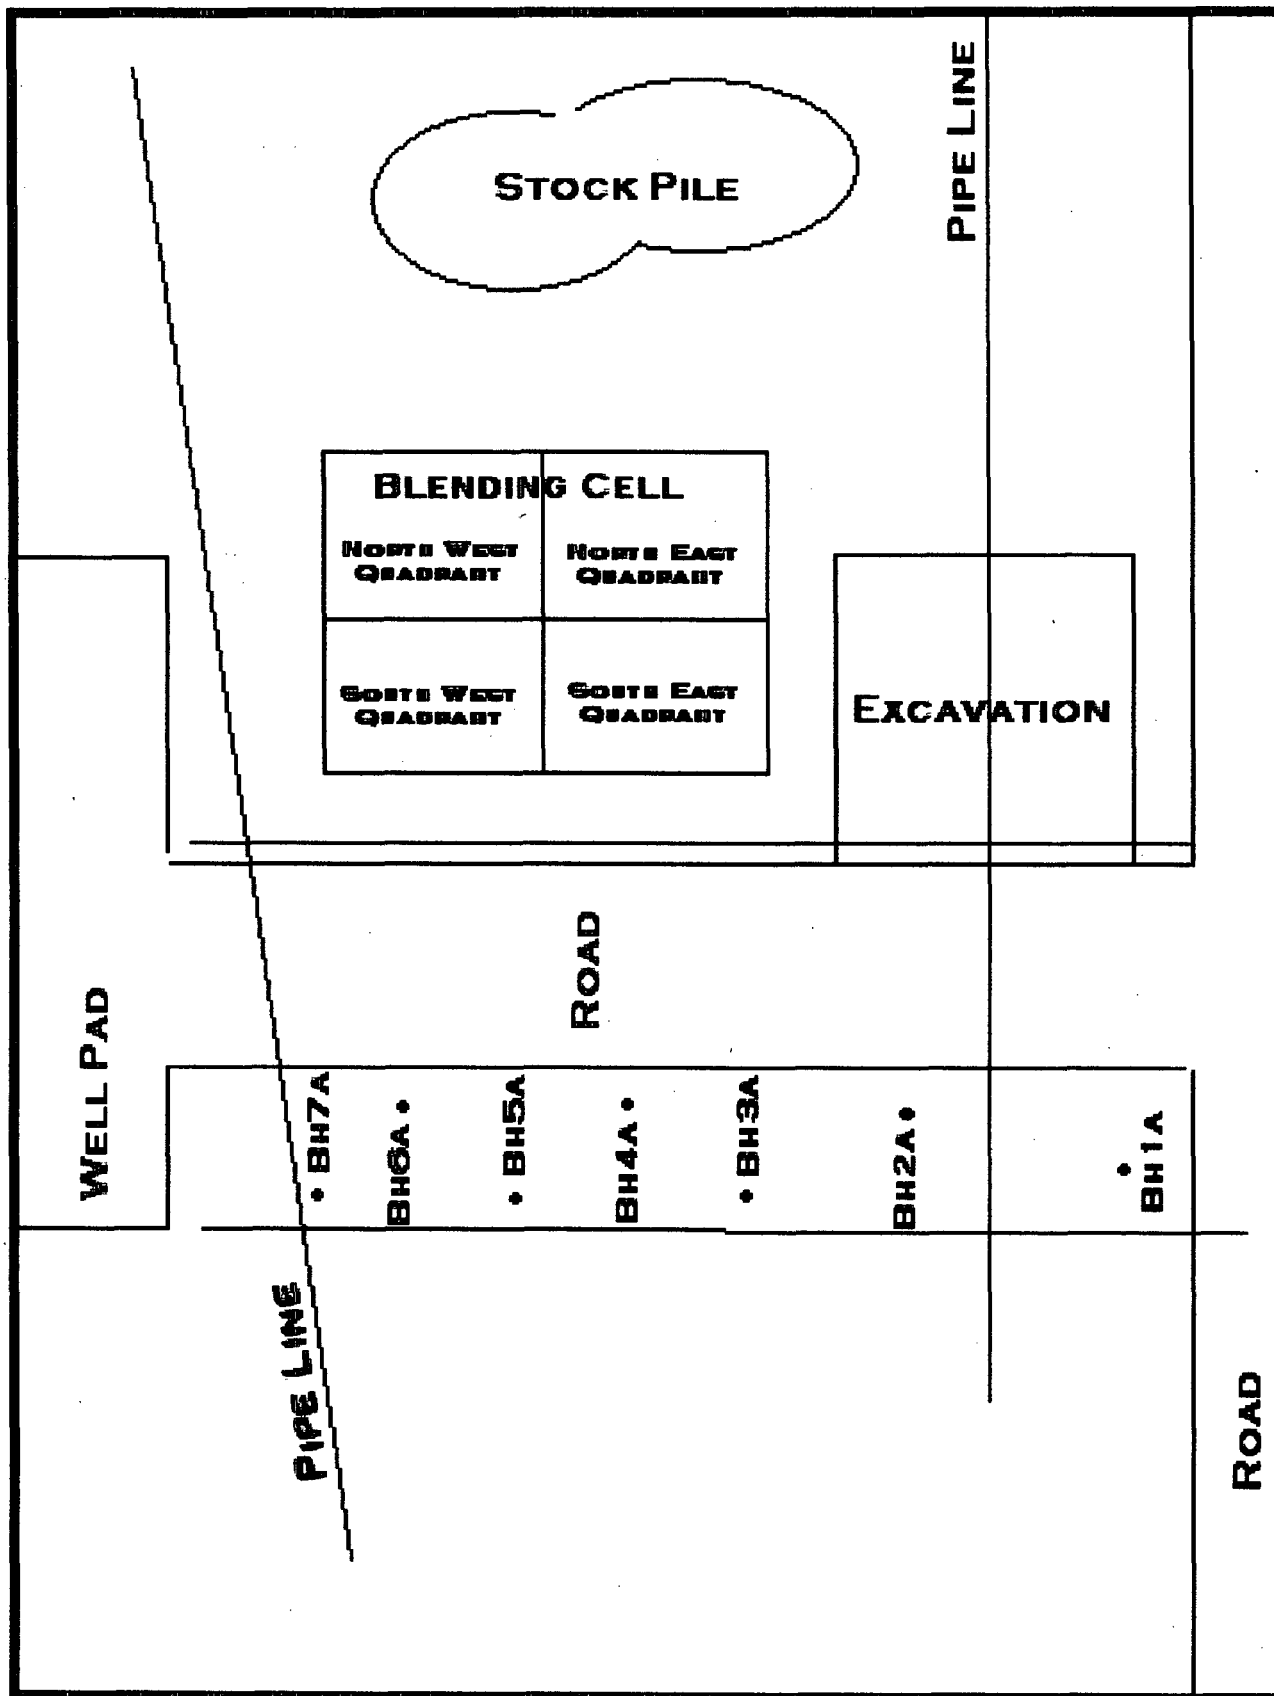 PIPE LINE
STOCK PILE
BLENDING CELL
NORTH WEST
QUADRANT
NORTH EAST
QUADRANT
SOUTH WEST
QUADRANT
SOUTH EAST
QUADRANT
EXCAVATION
ROAD
WELL PAD
BH7A
BH6A
BH5A
BH4A
BH3A
BH2A
BH1A
PIPE LINE
ROAD